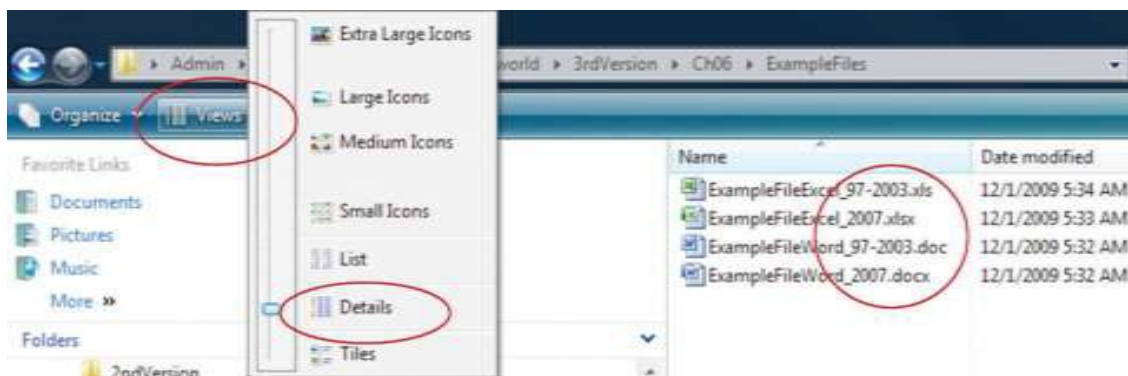 Admin
world ▸ 3rdVersion ▸ Ch06 ▸ ExampleFiles
Organize
Views
Extra Large Icons
Large Icons
Medium Icons
Small Icons
List
Details
Tiles
Favorite Links
Documents
Pictures
Music
More »
Folders
2ndVersion
Name Date modified
ExampleFileExcel_97-2003.xls 12/1/2009 5:34 AM
ExampleFileExcel_2007.xlsx 12/1/2009 5:33 AM
ExampleFileWord_97-2003.doc 12/1/2009 5:32 AM
ExampleFileWord_2007.docx 12/1/2009 5:32 AM